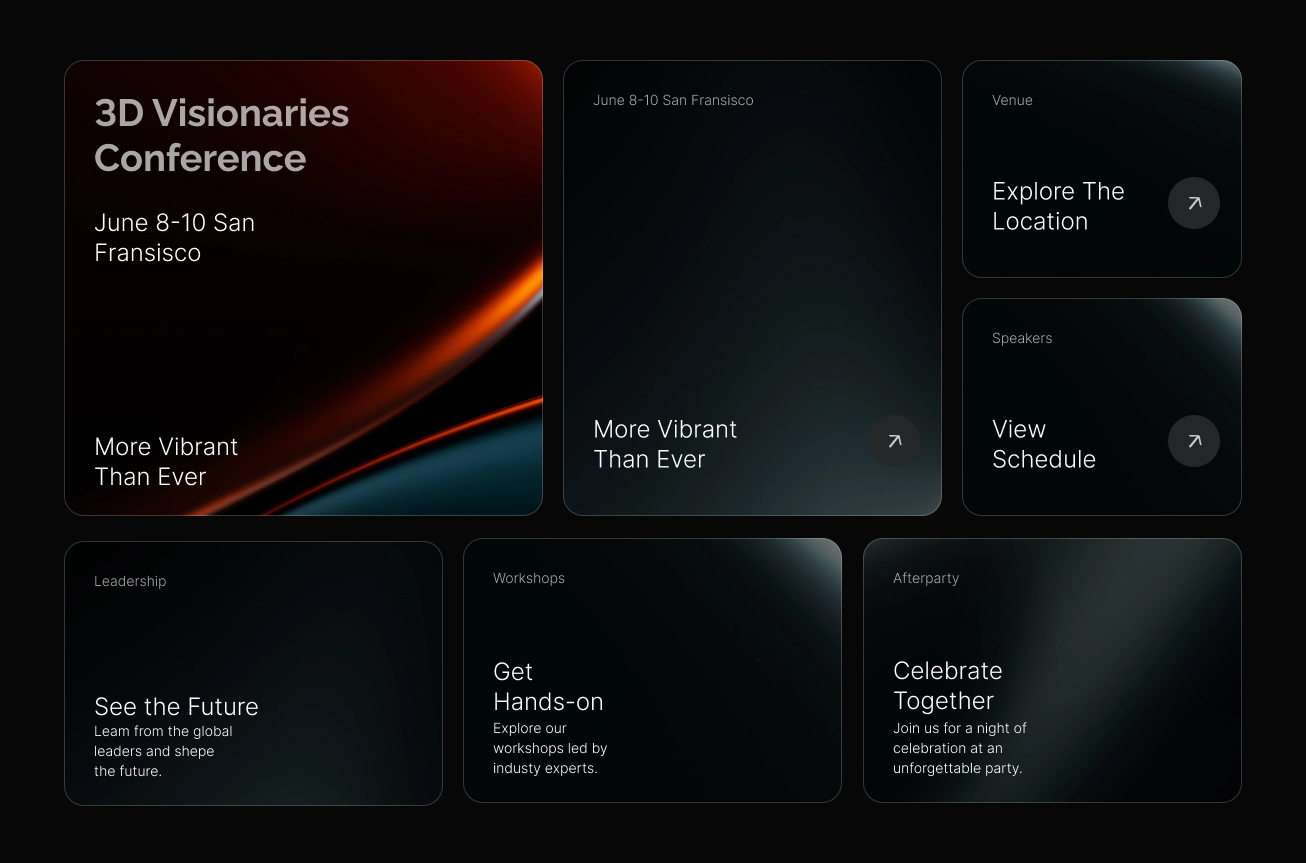 3D Visionaries
Conference
June 8-10 San
Fransisco
More Vibrant
Than Ever
June 8-10 San Fransisco
More Vibrant
Than Ever
Venue
Explore The
Location
Speakers
View
Schedule
Leadership
See the Future
Leam from the global
leaders and shepe
the future.
Workshops
Get
Hands-on
Explore our
workshops led by
industy experts.
Afterparty
Celebrate
Together
Join us for a night of
celebration at an
unforgettable party.